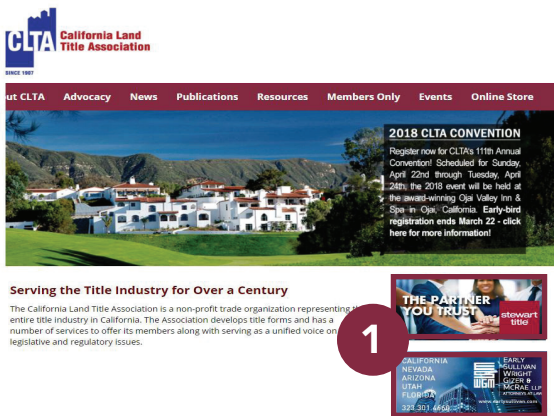 CLTA
California Land
Title Association
SINCE 1907
ut CLTA Advocacy News Publications Resources Members Only Events Online Store
2018 CLTA CONVENTION
Register now for CLTA's 111th Annual
Convention! Scheduled for Sunday,
April 22nd through Tuesday, April
24th, the 2018 event will be held at
the award-winning Ojai Valley Inn &
Spa in Ojai, California. Early-bird
registration ends March 22 - click
here for more information!
Serving the Title Industry for Over a Century
The California Land Title Association is a non-profit trade organization representing
entire title industry in California. The Association develops title forms and has a
number of services to offer its members along with serving as a unified voice on
legislative and regulatory issues.
THE PARTNER
YOU TRUST
stewart
title
1
CALIFORNIA
NEVADA
ARIZONA
UTAH
FLORIDA
323.301.4660
WGM
EARLY
SULLIVAN
WRIGHT
GIZER &
MCRAE LLP
ATTORNEYS AT LAW
www.earlysullivan.com